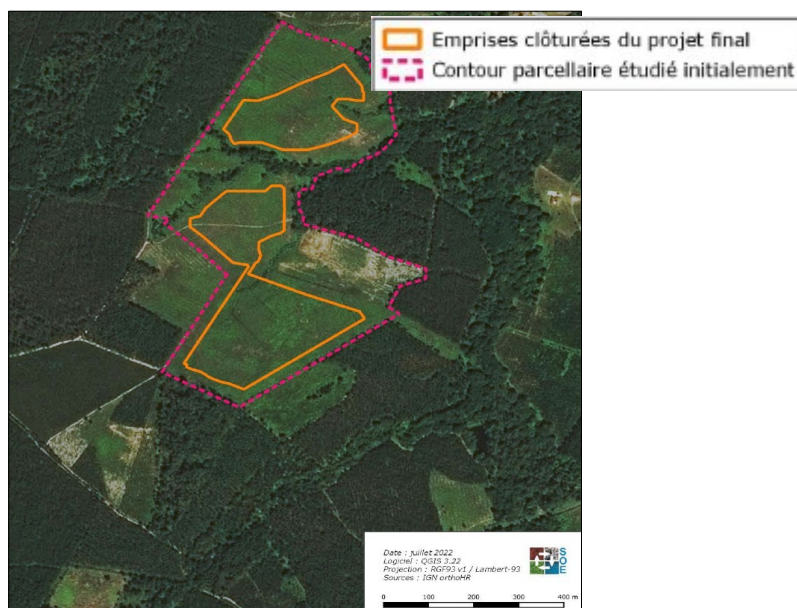 Emprises clôturées du projet final
Contour parcellaire étudié initialement
Date : juillet 2022
Logiciel : QGIS 3.22
Projection : RGF93 v1 / Lambert-93
Sources : IGN orthoHR
SOE
0 100 200 300 400 m